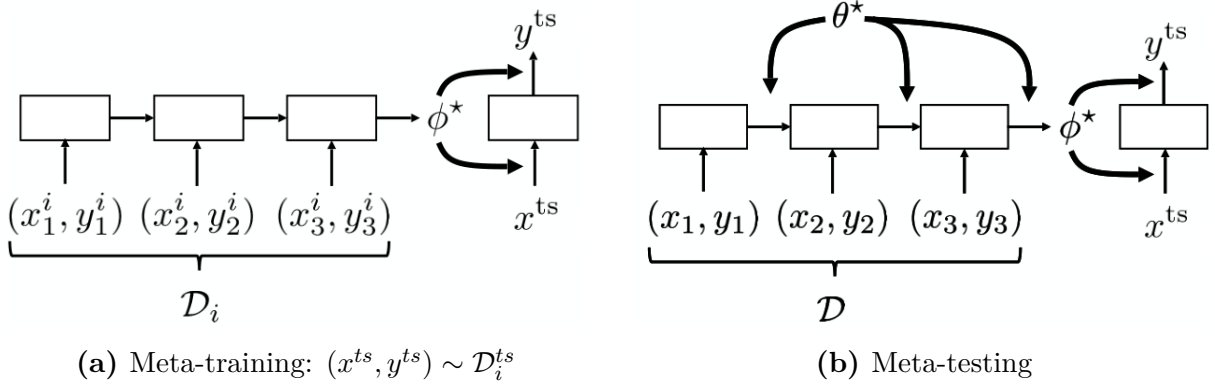 y^ts
ϕ^⋆
(x_1^i, y_1^i) (x_2^i, y_2^i) (x_3^i, y_3^i)
x^ts
𝒟_i
(a) Meta-training: (x^ts, y^ts) ∼ 𝒟_i^ts
θ^⋆
y^ts
ϕ^⋆
(x_1, y_1) (x_2, y_2) (x_3, y_3)
x^ts
𝒟
(b) Meta-testing